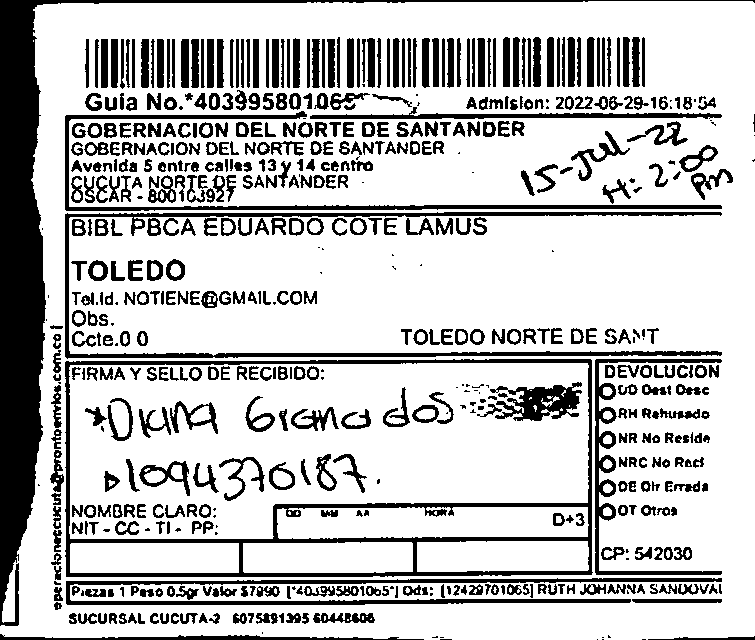 Guia No.*403995801065
Admision: 2022-06-29-16:18:54
GOBERNACION DEL NORTE DE SANTANDER
GOBERNACION DEL NORTE DE SANTANDER
Avenida 5 entre calles 13 y 14 centro
CUCUTA NORTE DE SANTANDER
OSCAR - 800103927
15-Jul-22
H: 2:00
pm
BIBL PBCA EDUARDO COTE LAMUS
TOLEDO
Tel.Id. NOTIENE@GMAIL.COM
Obs.
Ccte.0 0
TOLEDO NORTE DE SANT
FIRMA Y SELLO DE RECIBIDO:
Diana Granados
1094370187.
NOMBRE CLARO:
NIT - CC - TI - PP:
DD MM AA HORA
D+3
DEVOLUCION
DD Dest Desc
RH Rehusado
NR No Reside
NRC No Recl
DE Dir Errada
OT Otros
CP: 542030
Piezas 1 Peso 0.5gr Valor $7990 [*403995801065*] Ods: [12429701065] RUTH JOHANNA SANDOVAL
SUCURSAL CUCUTA-2 6075891395 60448606
operacionescucuta@prontoenvios.com.co |